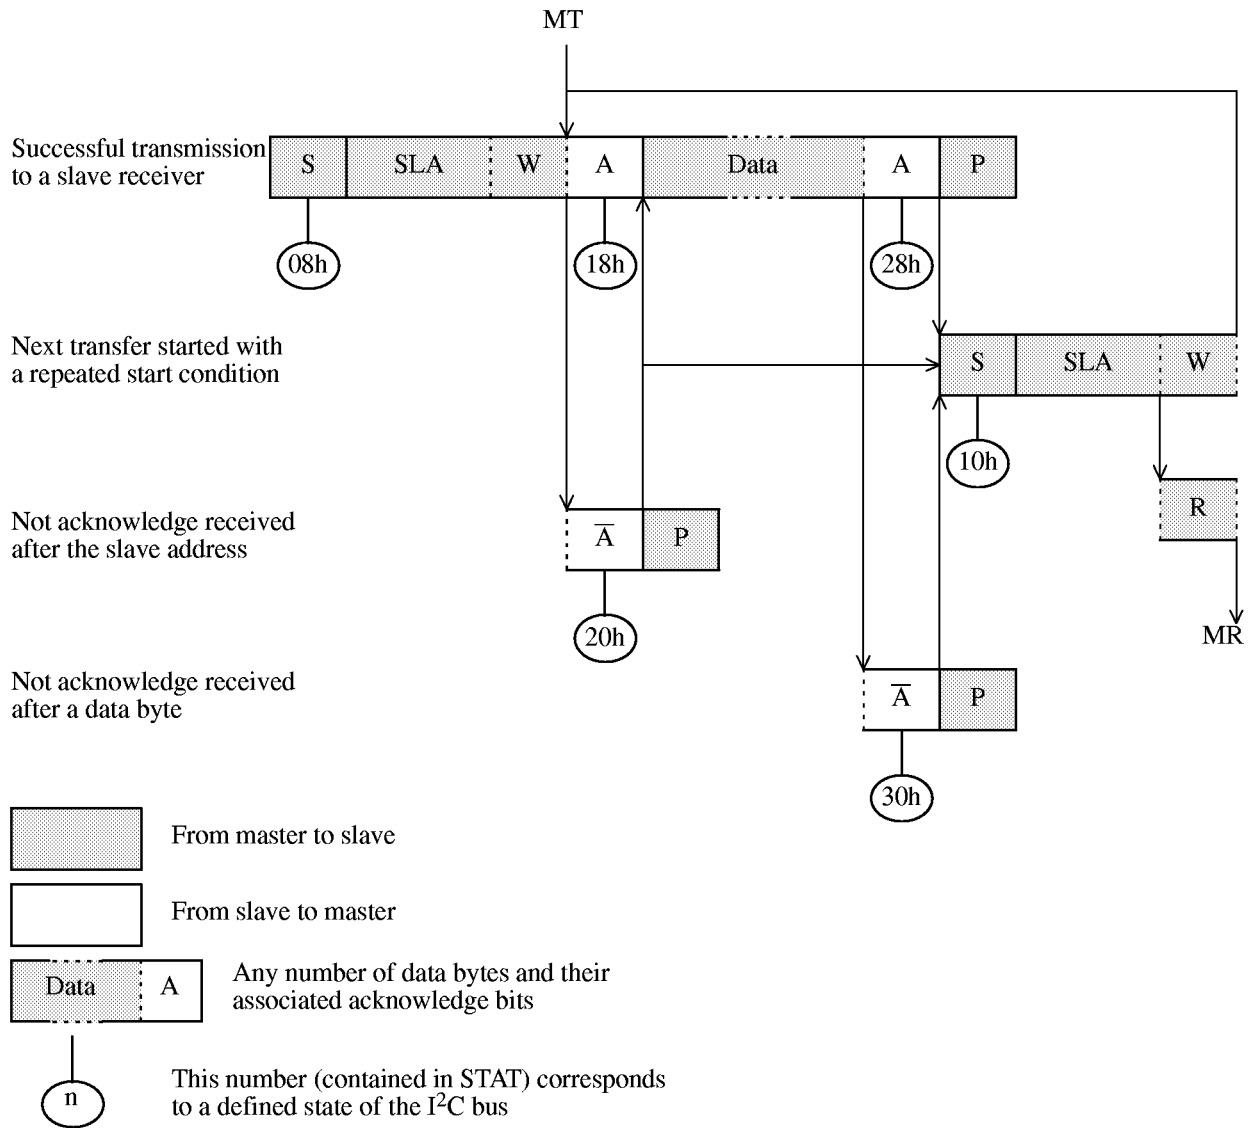 MT
Successful transmission
to a slave receiver
S SLA W A Data A P
08h 18h 28h
Next transfer started with
a repeated start condition
S SLA W
10h
R
MR
Not acknowledge received
after the slave address
A̅ P
20h
Not acknowledge received
after a data byte
A̅ P
30h
From master to slave
From slave to master
Data A
Any number of data bytes and their
associated acknowledge bits
n
This number (contained in STAT) corresponds
to a defined state of the I²C bus